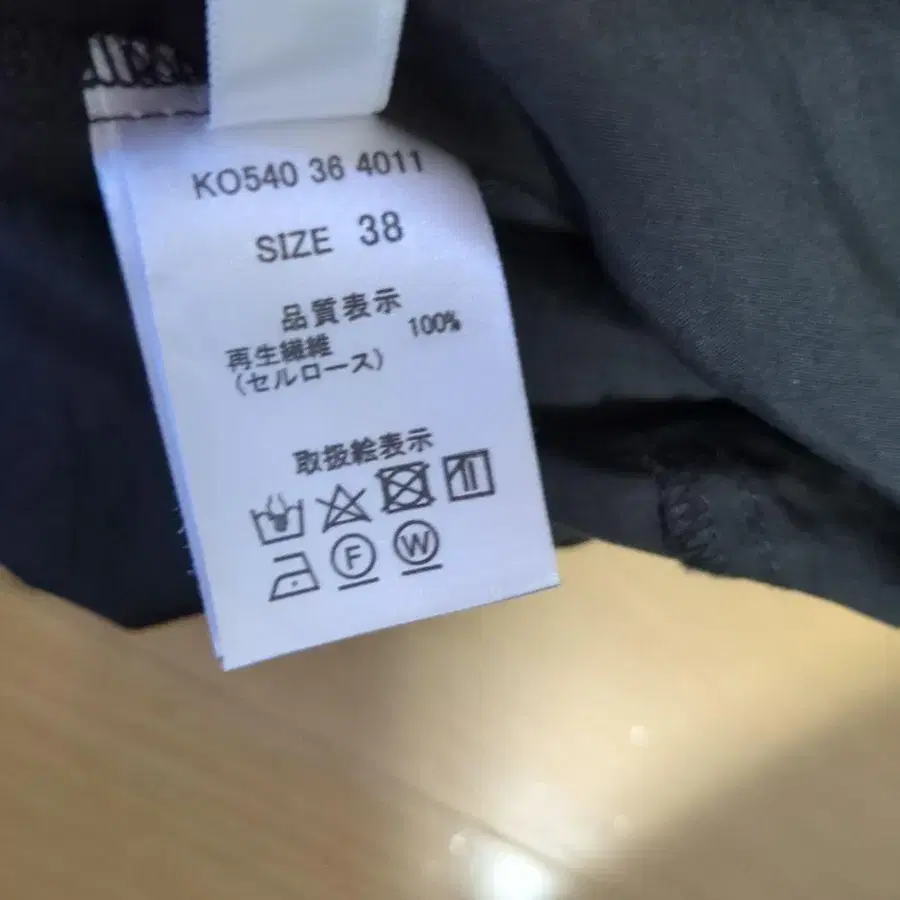 KO540 36 4011
SIZE 38
品質表示
再生繊維 100%
(セルロース)
取扱絵表示
F W